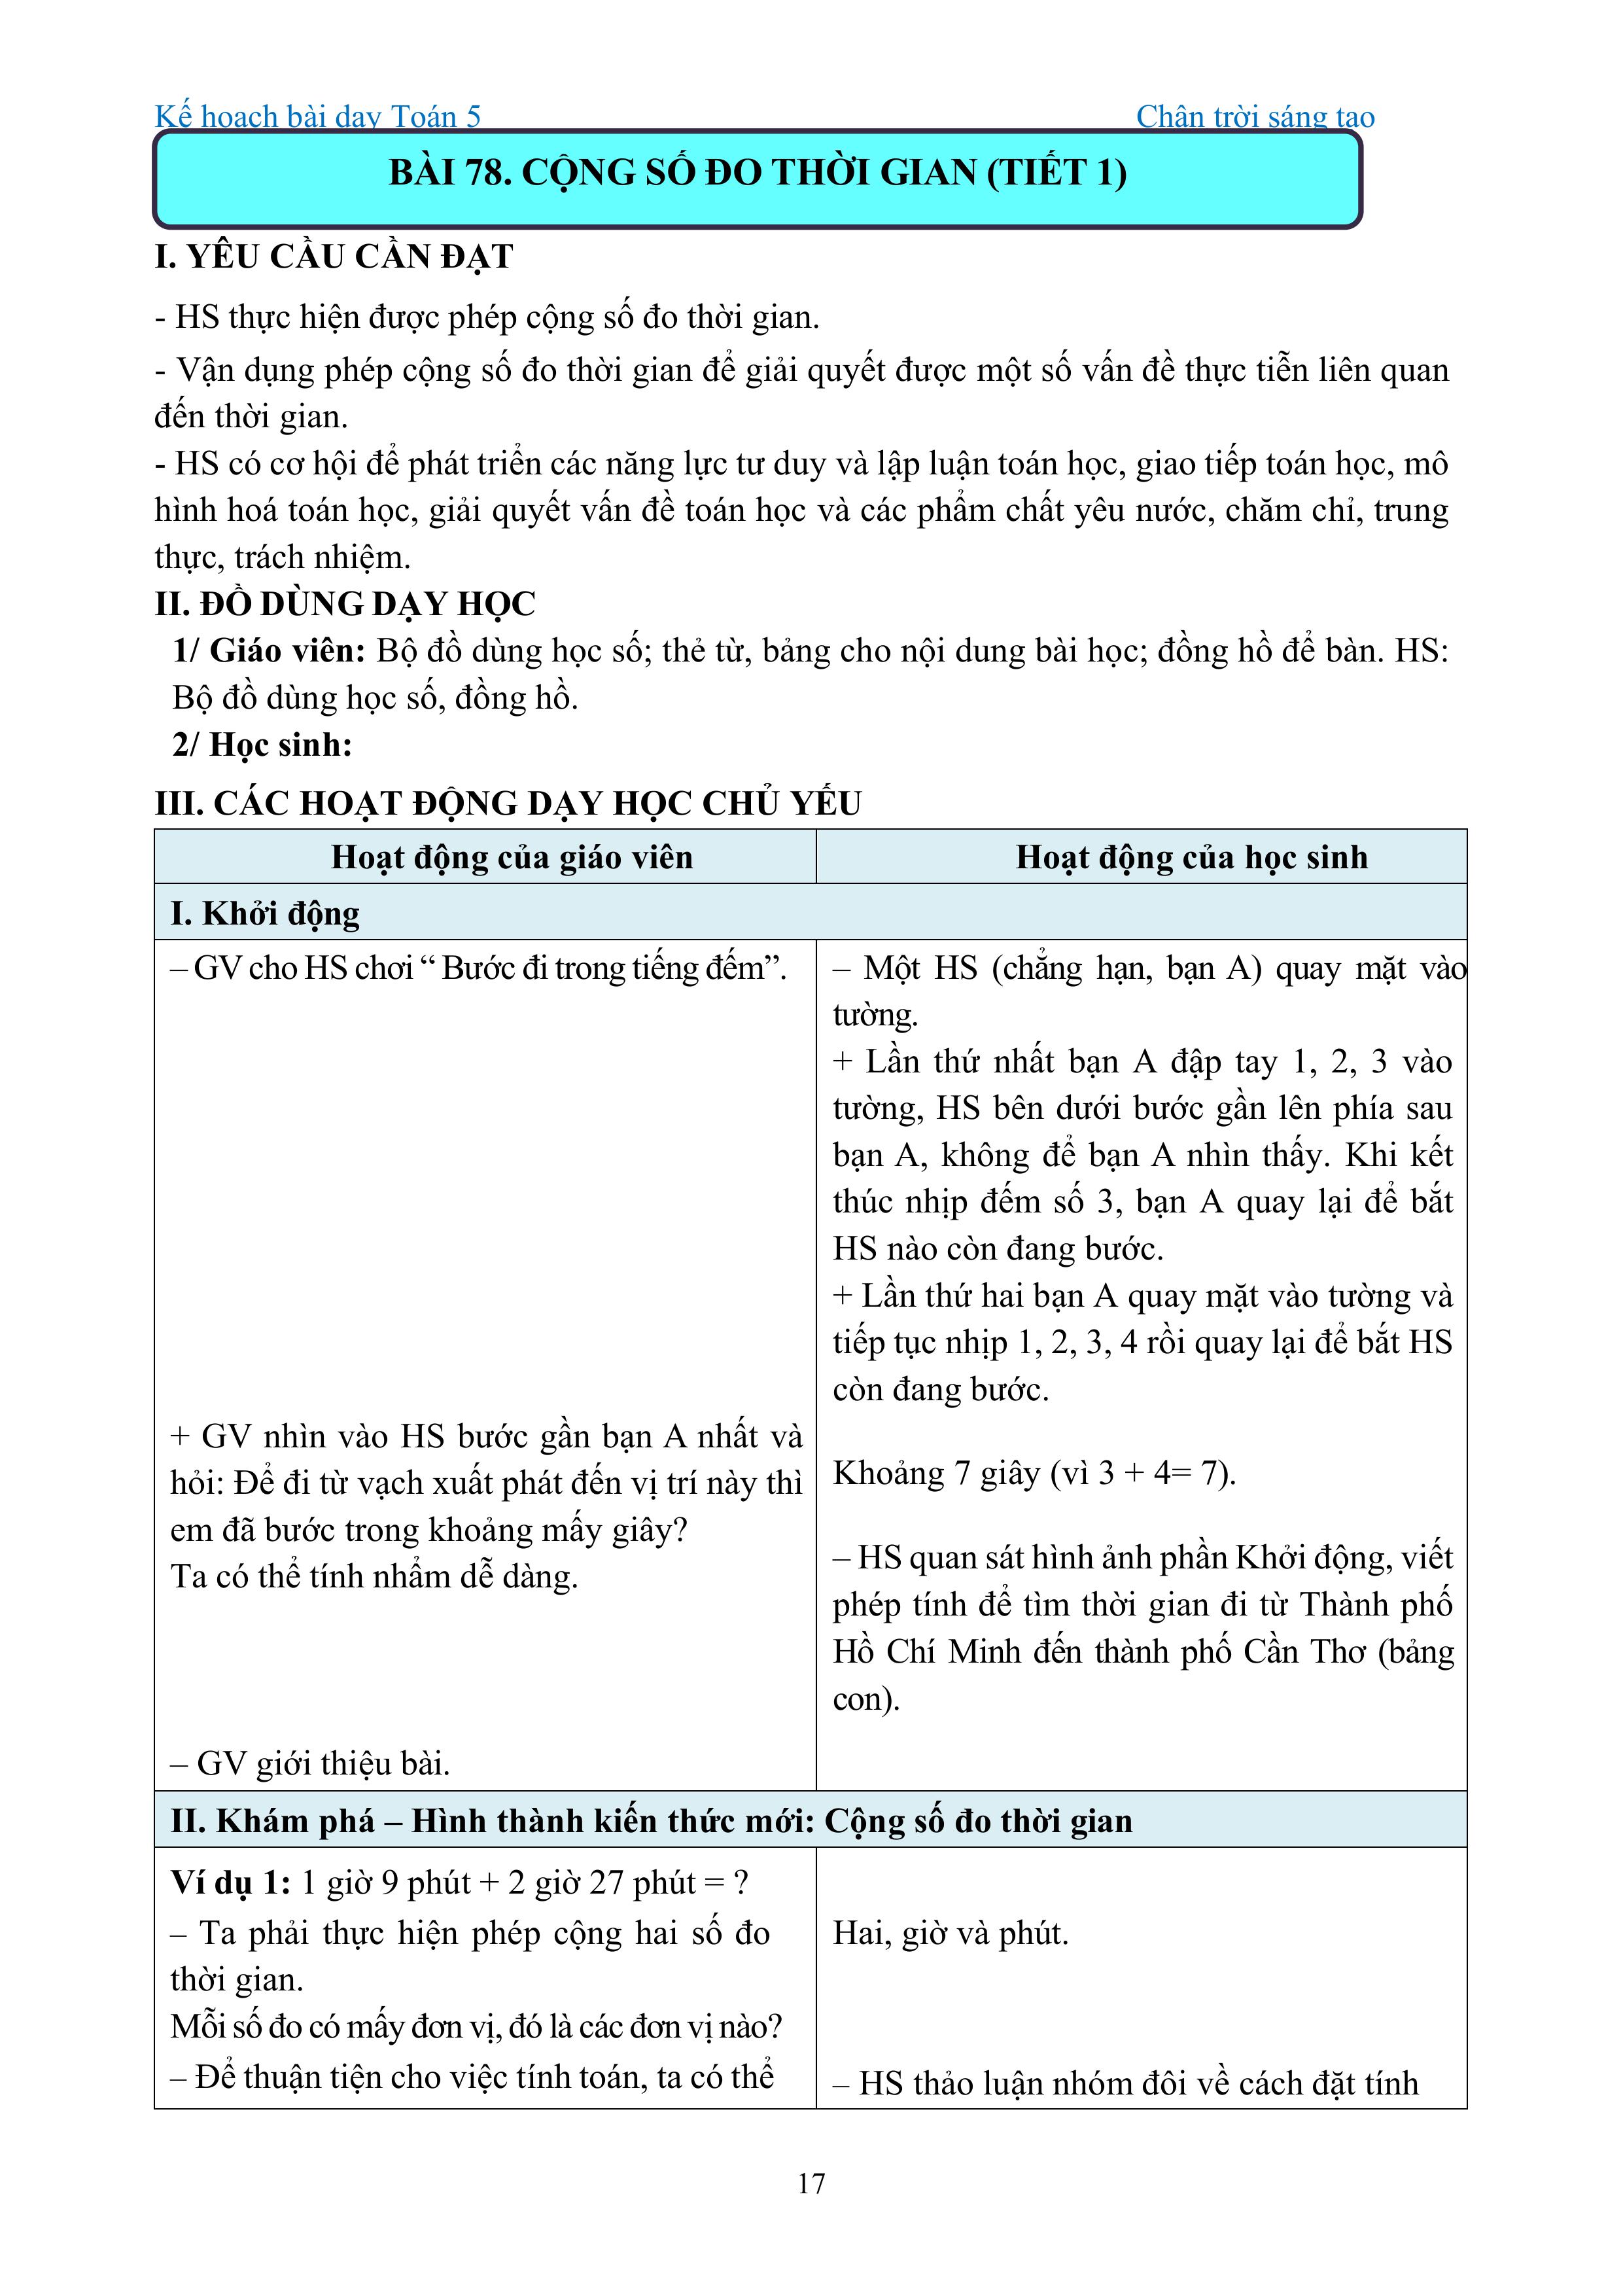 Kế hoạch bài dạy Toán 5 Chân trời sáng tạo
BÀI 78. CỘNG SỐ ĐO THỜI GIAN (TIẾT 1)
I. YÊU CẦU CẦN ĐẠT
- HS thực hiện được phép cộng số đo thời gian.
- Vận dụng phép cộng số đo thời gian để giải quyết được một số vấn đề thực tiễn liên quan
đến thời gian.
- HS có cơ hội để phát triển các năng lực tư duy và lập luận toán học, giao tiếp toán học, mô
hình hoá toán học, giải quyết vấn đề toán học và các phẩm chất yêu nước, chăm chỉ, trung
thực, trách nhiệm.
II. ĐỒ DÙNG DẠY HỌC
1/ Giáo viên: Bộ đồ dùng học số; thẻ từ, bảng cho nội dung bài học; đồng hồ để bàn. HS:
Bộ đồ dùng học số, đồng hồ.
2/ Học sinh:
III. CÁC HOẠT ĐỘNG DẠY HỌC CHỦ YẾU
Hoạt động của giáo viên
Hoạt động của học sinh
I. Khởi động
– GV cho HS chơi “ Bước đi trong tiếng đếm”.
+ GV nhìn vào HS bước gần bạn A nhất và
hỏi: Để đi từ vạch xuất phát đến vị trí này thì
em đã bước trong khoảng mấy giây?
Ta có thể tính nhẩm dễ dàng.
– GV giới thiệu bài.
– Một HS (chẳng hạn, bạn A) quay mặt vào
tường.
+ Lần thứ nhất bạn A đập tay 1, 2, 3 vào
tường, HS bên dưới bước gần lên phía sau
bạn A, không để bạn A nhìn thấy. Khi kết
thúc nhịp đếm số 3, bạn A quay lại để bắt
HS nào còn đang bước.
+ Lần thứ hai bạn A quay mặt vào tường và
tiếp tục nhịp 1, 2, 3, 4 rồi quay lại để bắt HS
còn đang bước.
Khoảng 7 giây (vì 3 + 4= 7).
– HS quan sát hình ảnh phần Khởi động, viết
phép tính để tìm thời gian đi từ Thành phố
Hồ Chí Minh đến thành phố Cần Thơ (bảng
con).
II. Khám phá – Hình thành kiến thức mới: Cộng số đo thời gian
Ví dụ 1: 1 giờ 9 phút + 2 giờ 27 phút = ?
– Ta phải thực hiện phép cộng hai số đo
thời gian.
Mỗi số đo có mấy đơn vị, đó là các đơn vị nào?
– Để thuận tiện cho việc tính toán, ta có thể
Hai, giờ và phút.
– HS thảo luận nhóm đôi về cách đặt tính
17